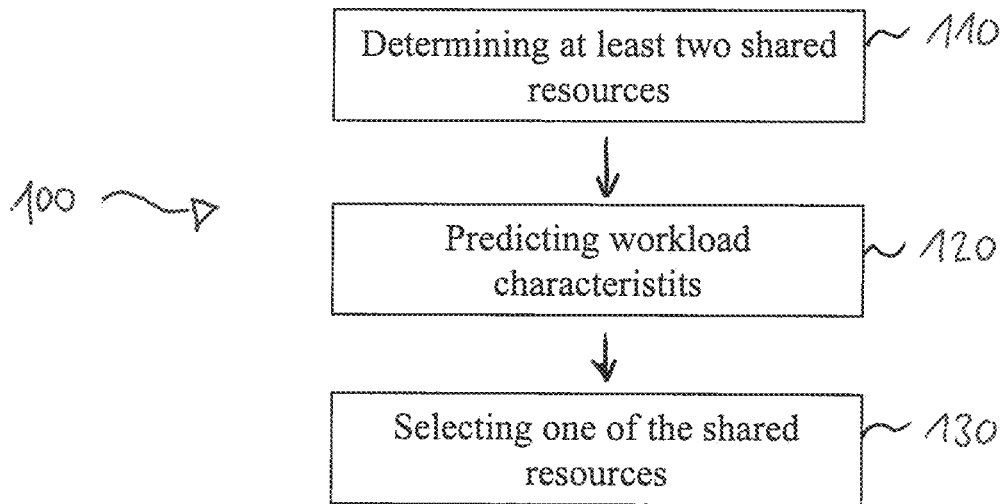 Determining at least two shared
resources
110
100
Predicting workload
characteristits
120
Selecting one of the shared
resources
130